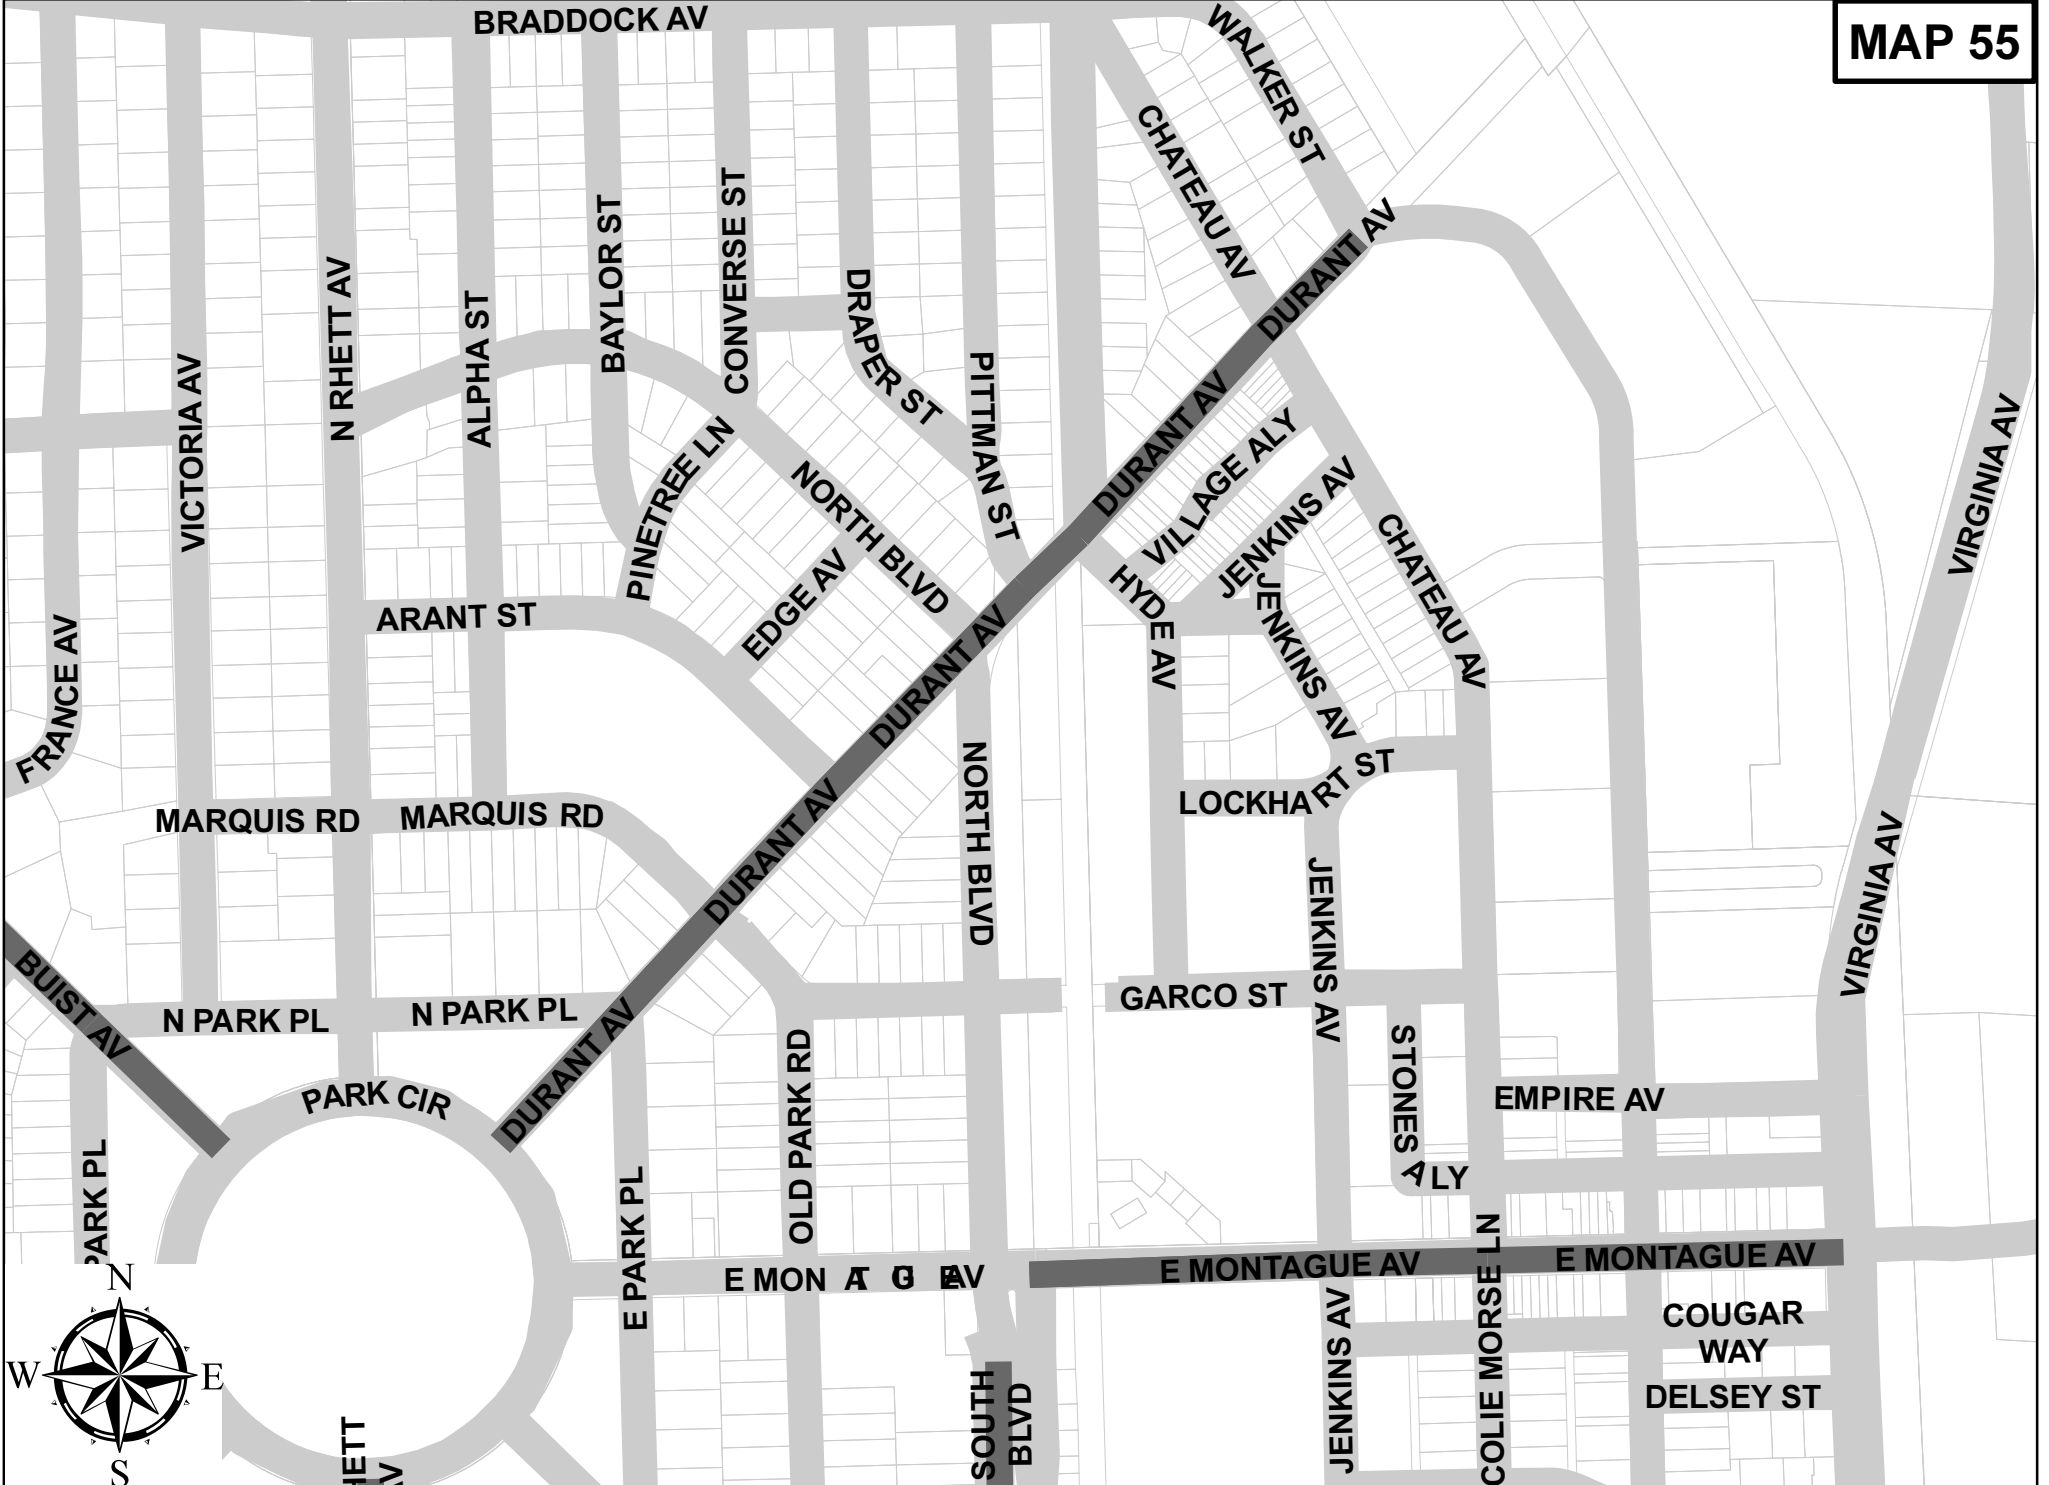 BRADDOCK AV
WALKER ST
MAP 55
CHATEAU AV
CONVERSE ST
BAYLOR ST
DURANT AV
N RHETT AV
DRAPER ST
ALPHA ST
VICTORIA AV
PITTMAN ST
DURANT AV
VIRGINIA AV
VILLAGE ALY
PINETREE LN
NORTH BLVD
JENKINS AV
CHATEAU AV
EDGE AV
HYDE AV
JENKINS AV
ARANT ST
FRANCE AV
DURANT AV
NORTH BLVD
LOCKHART ST
DURANT AV
MARQUIS RD
MARQUIS RD
VIRGINIA AV
JENKINS AV
BUIST AV
N PARK PL
N PARK PL
DURANT AV
GARCO ST
STONES ALY
OLD PARK RD
PARK CIR
EMPIRE AV
PARK PL
E PARK PL
E MONTAGUE AV
E MONTAGUE AV
E MON A T G U E AV
COLIE MORSE LN
JENKINS AV
COUGAR
WAY
DELSEY ST
SOUTH
BLVD
N
W E
S
HETT
AV